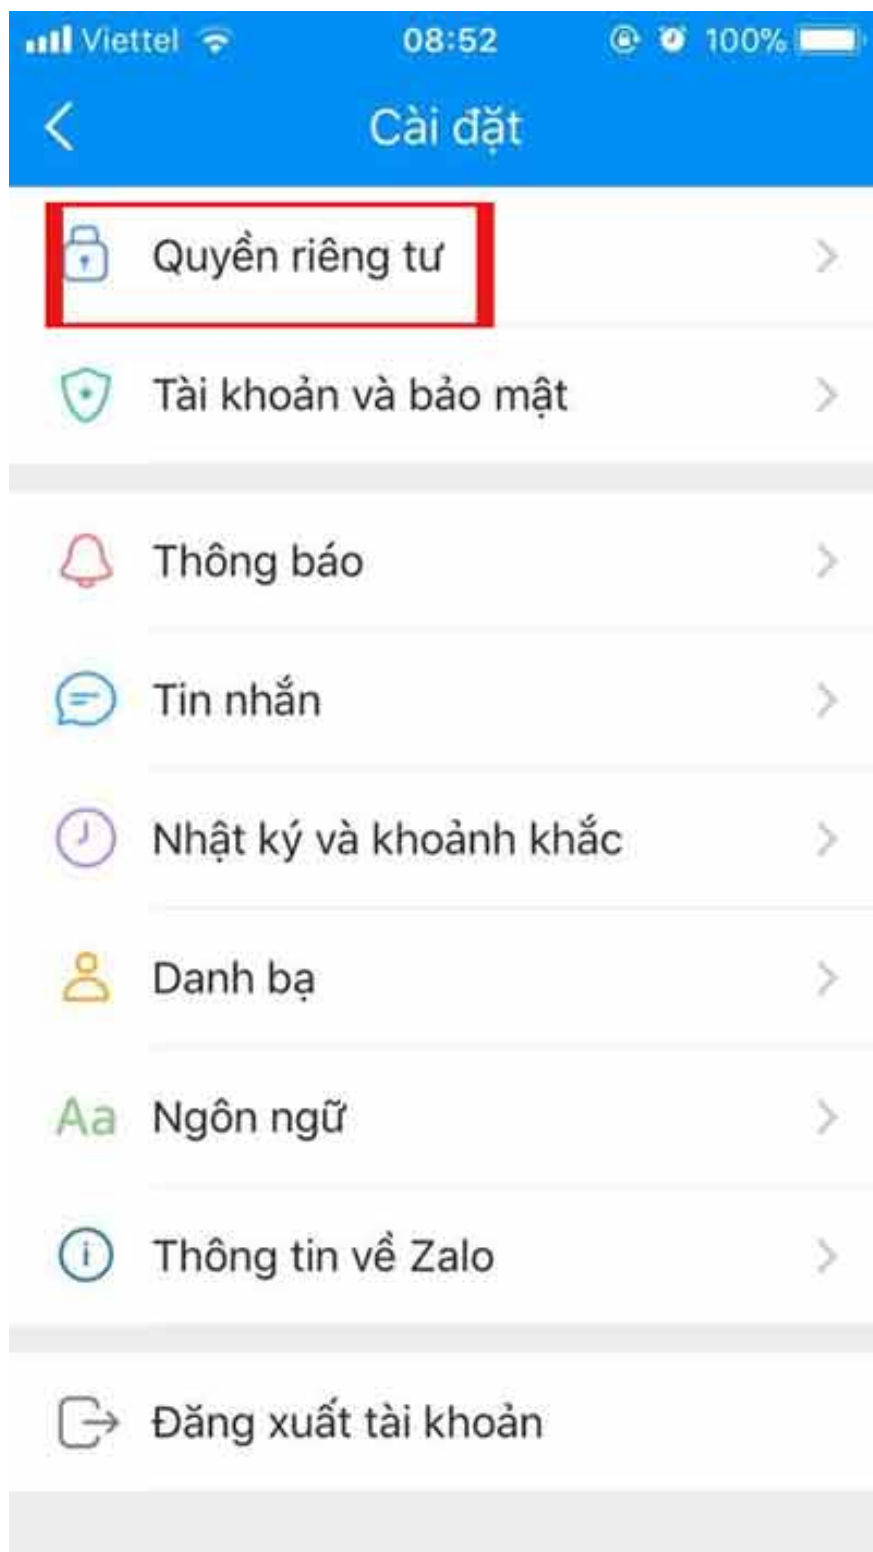 Viettel 08:52 100%
Cài đặt
Quyền riêng tư
Tài khoản và bảo mật
Thông báo
Tin nhắn
Nhật ký và khoảnh khắc
Danh bạ
Aa Ngôn ngữ
Thông tin về Zalo
Đăng xuất tài khoản